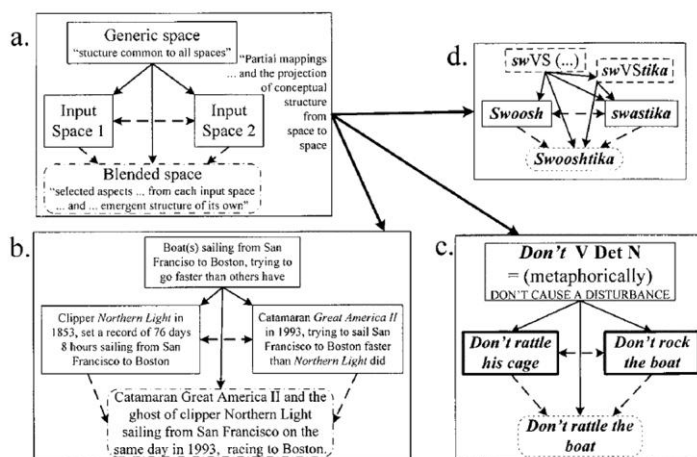 a.
Generic space
"stucture common to all spaces"
"Partial mappings
... and the projection
of conceptual
structure
from
space to
space
Input
Space 1
Input
Space 2
Blended space
"selected aspects ... from each input space
... and ... emergent structure of its own"
d.
swVS (...)
swVStika
Swoosh
swastika
Swooshtika
b.
Boat(s) sailing from San
Franciso to Boston, trying to
go faster than others have
Clipper Northern Light in
1853, set a record of 76 days
8 hours sailing from San
Francisco to Boston
Catamaran Great America II
in 1993, trying to sail San
Francisco to Boston faster
than Northern Light did
Catamaran Great America II and the
ghost of clipper Northern Light
sailing from San Francisco on the
same day in 1993, racing to Boston.
c.
Don't V Det N
= (metaphorically)
DON'T CAUSE A DISTURBANCE
Don't rattle
his cage
Don't rock
the boat
Don't rattle the
boat